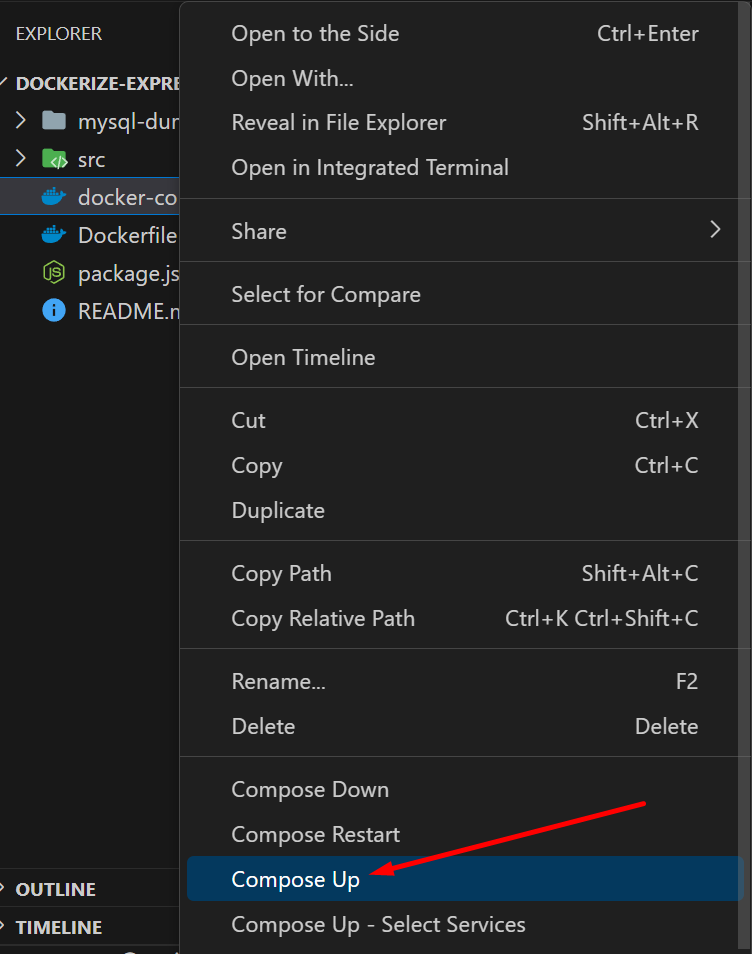 EXPLORER
DOCKERIZE-EXPRE
mysql-dun
src
docker-co
Dockerfile
package.js
README.m
OUTLINE
TIMELINE
Open to the Side Ctrl+Enter
Open With...
Reveal in File Explorer Shift+Alt+R
Open in Integrated Terminal
Share
Select for Compare
Open Timeline
Cut Ctrl+X
Copy Ctrl+C
Duplicate
Copy Path Shift+Alt+C
Copy Relative Path Ctrl+K Ctrl+Shift+C
Rename... F2
Delete Delete
Compose Down
Compose Restart
Compose Up
Compose Up - Select Services